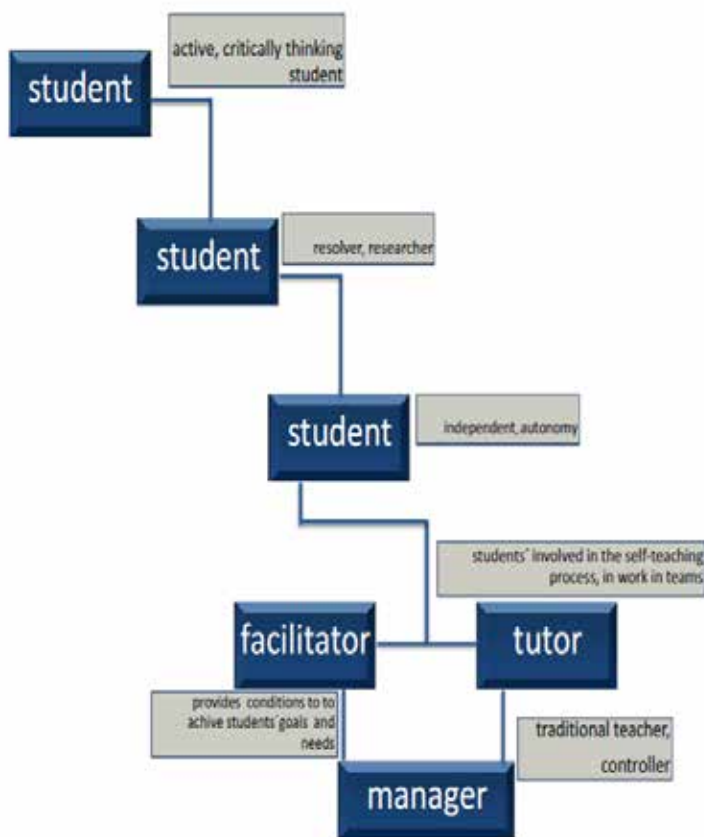 active, critically thinking
student
student
student
resolver, researcher
student
independent, autonomy
students´ involved in the self-teaching
process, in work in teams
facilitator
tutor
provides conditions to to
achive students´goals and
needs
traditional teacher,
controller
manager